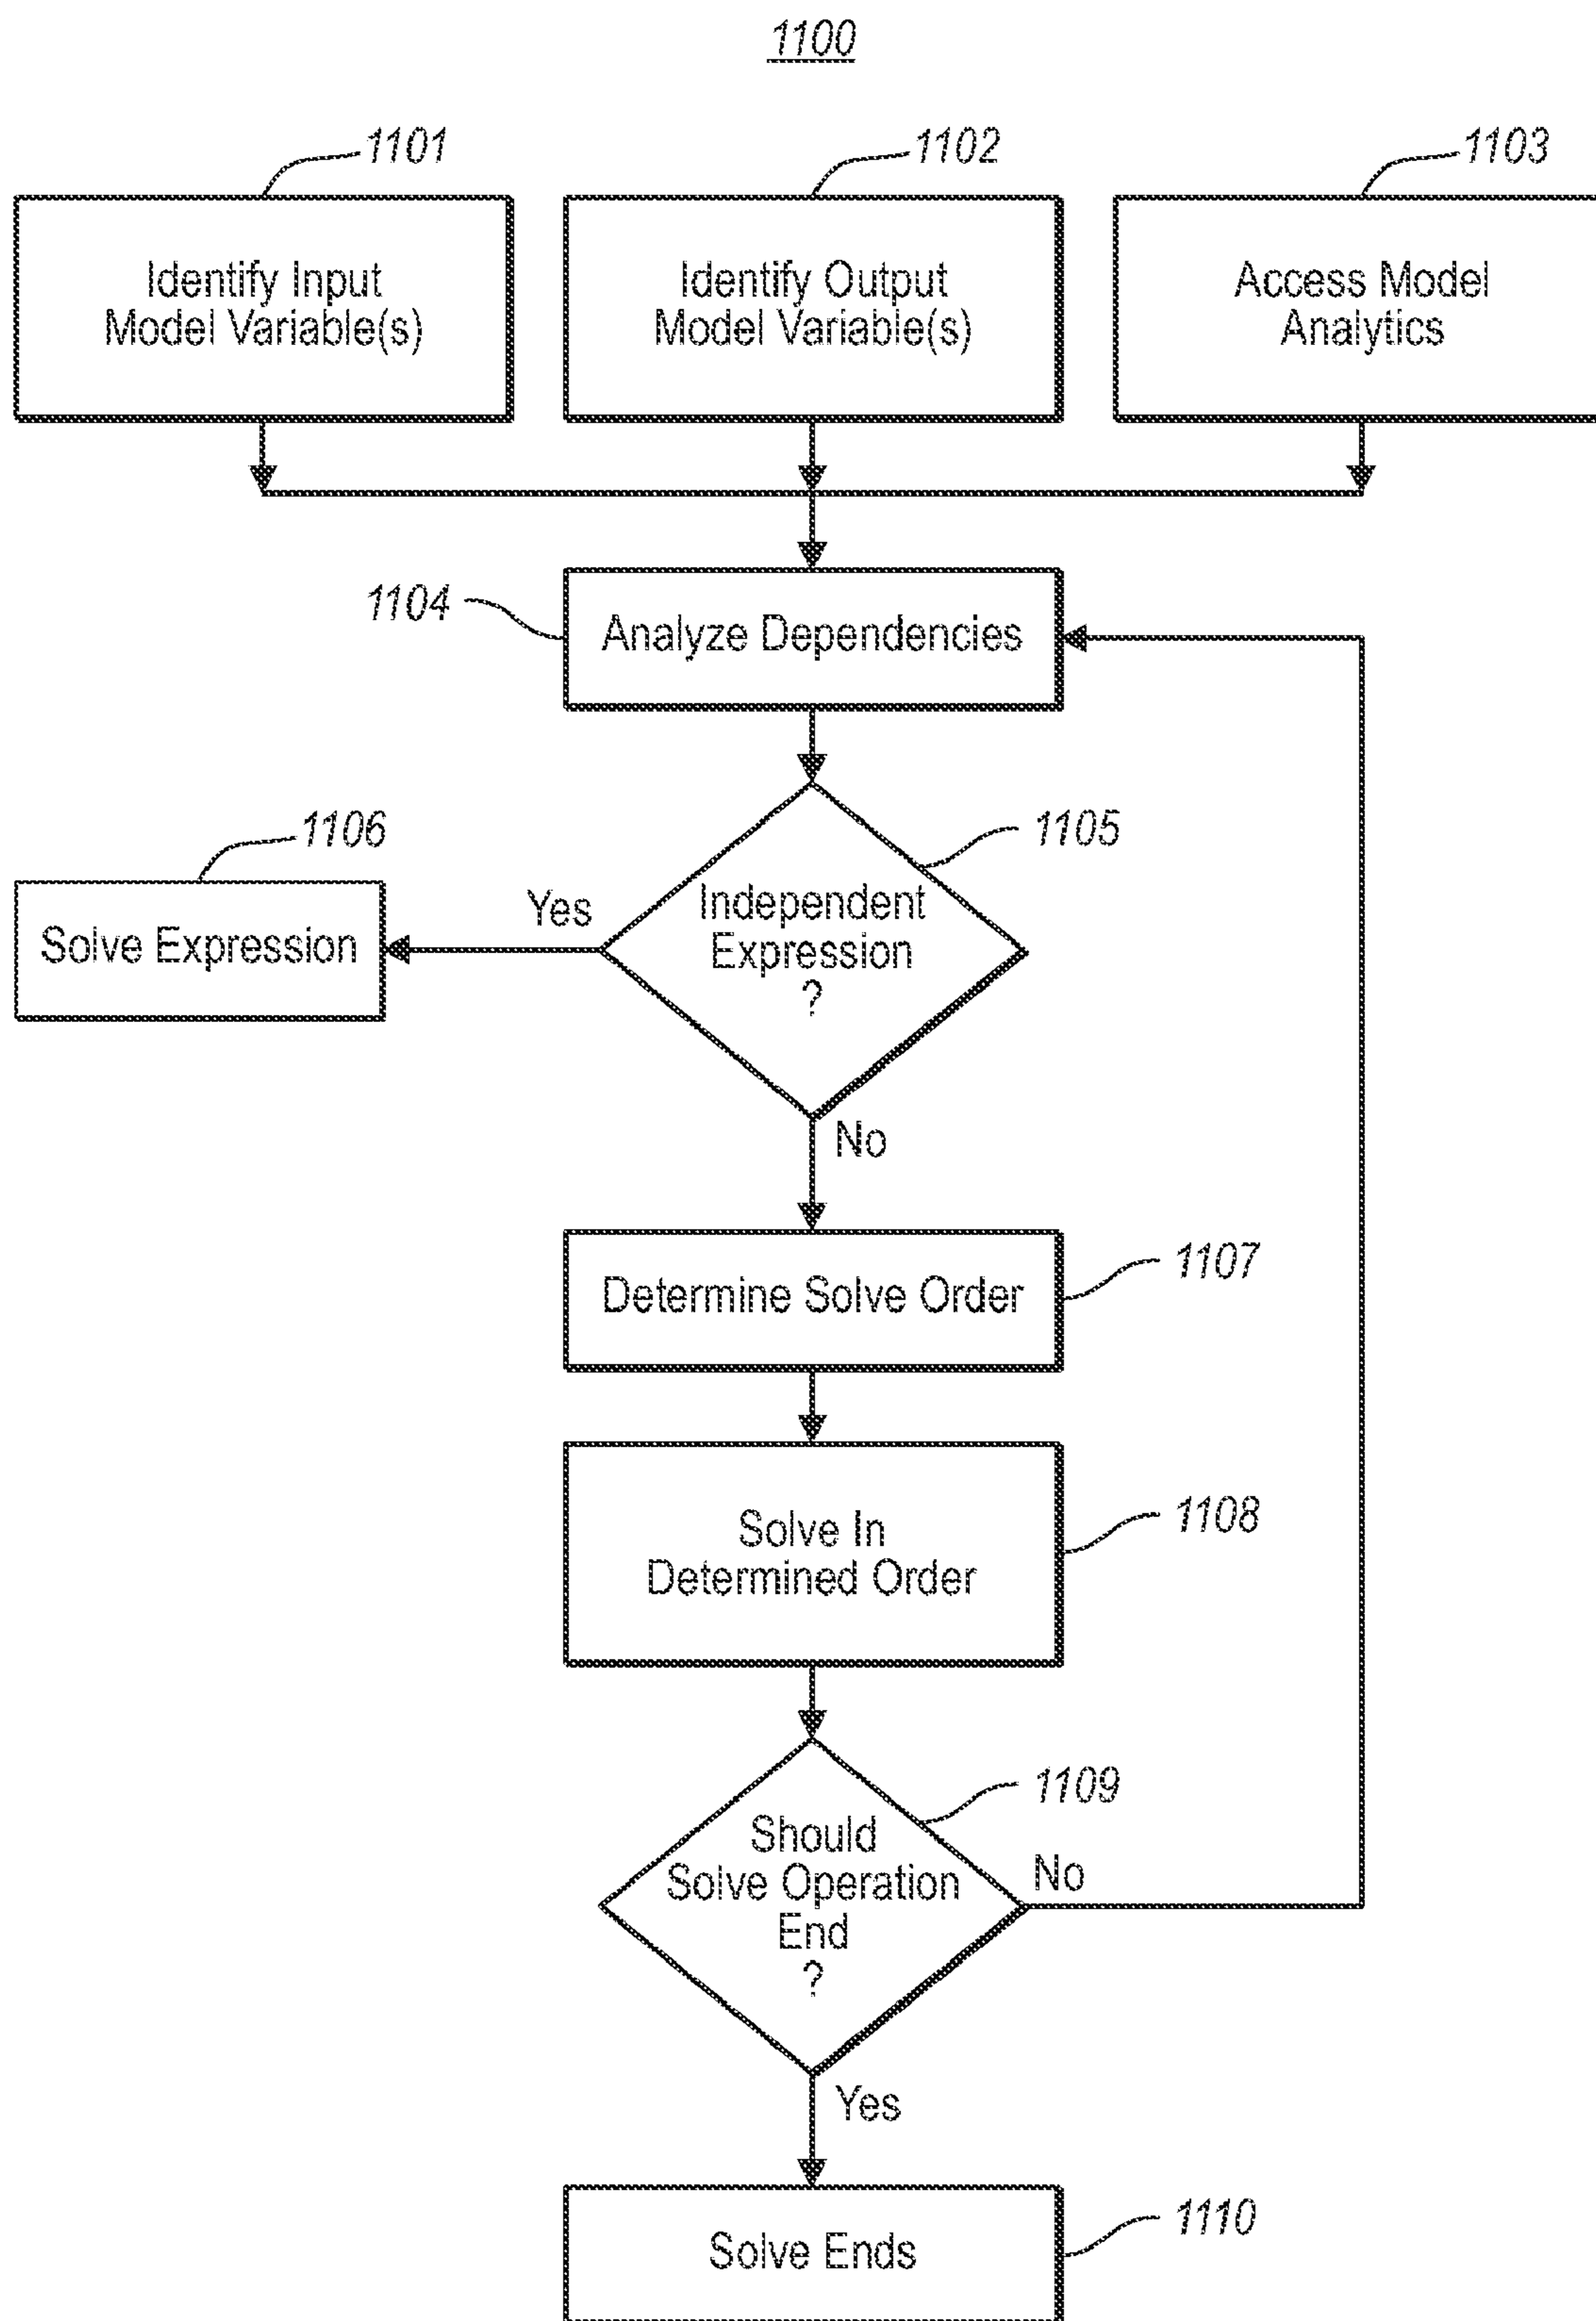 1100
1101
1102
1103
Identify Input
Model Variable(s)
Identify Output
Model Variable(s)
Access Model
Analytics
1104
Analyze Dependencies
1106
1105
Solve Expression
Yes
Independent
Expression
?
No
Determine Solve Order
1107
Solve In
Determined Order
1108
1109
Should
Solve Operation
End
?
No
Yes
Solve Ends
1110